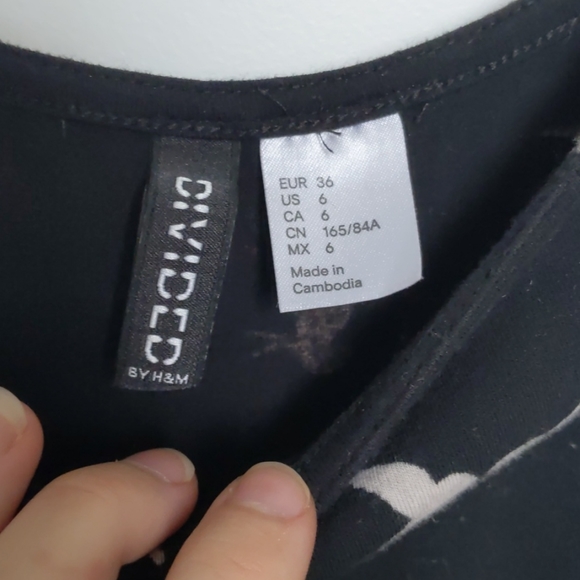 DIVIDED
BY H&M
EUR 36
US 6
CA 6
CN 165/84A
MX 6
Made in
Cambodia